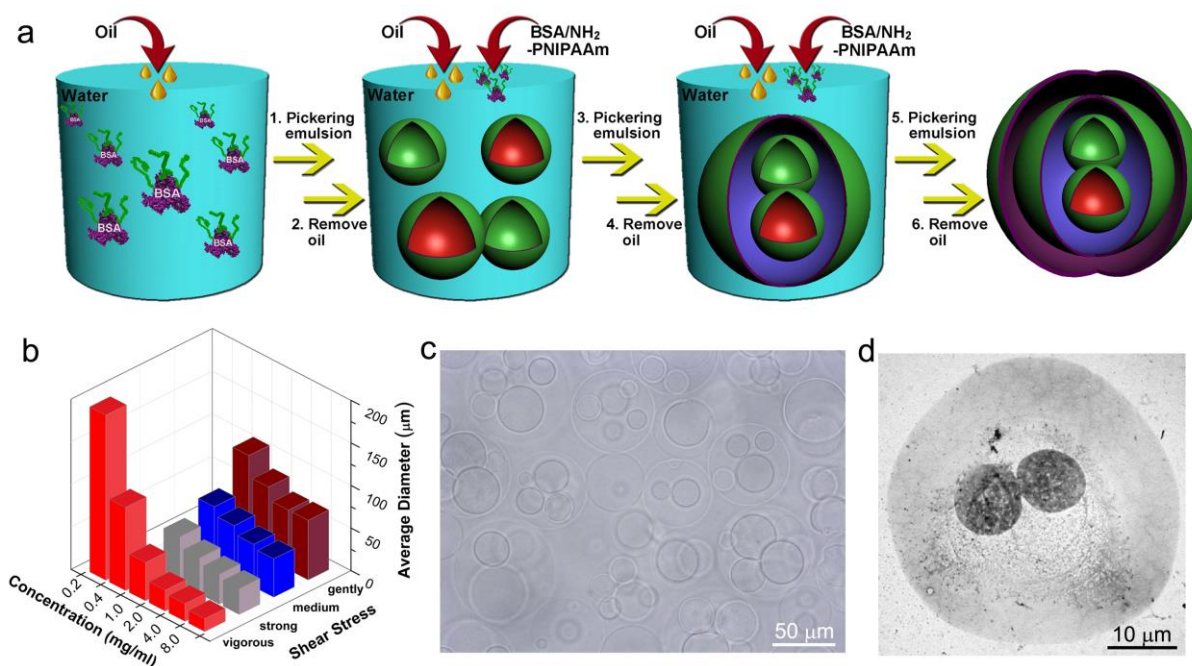 a
Oil
Water
BSA
BSA
BSA
BSA
BSA
BSA
BSA
1. Pickering
emulsion
2. Remove
oil
Oil
BSA/NH₂
-PNIPAAm
Water
3. Pickering
emulsion
4. Remove
oil
Oil
BSA/NH₂
-PNIPAAm
Water
5. Pickering
emulsion
6. Remove
oil
b
200
150
100
50
0
Average Diameter (μm)
0.2
0.4
1.0
2.0
4.0
8.0
Concentration (mg/ml)
gently
medium
strong
vigorous
Shear Stress
c
50 μm
d
10 μm